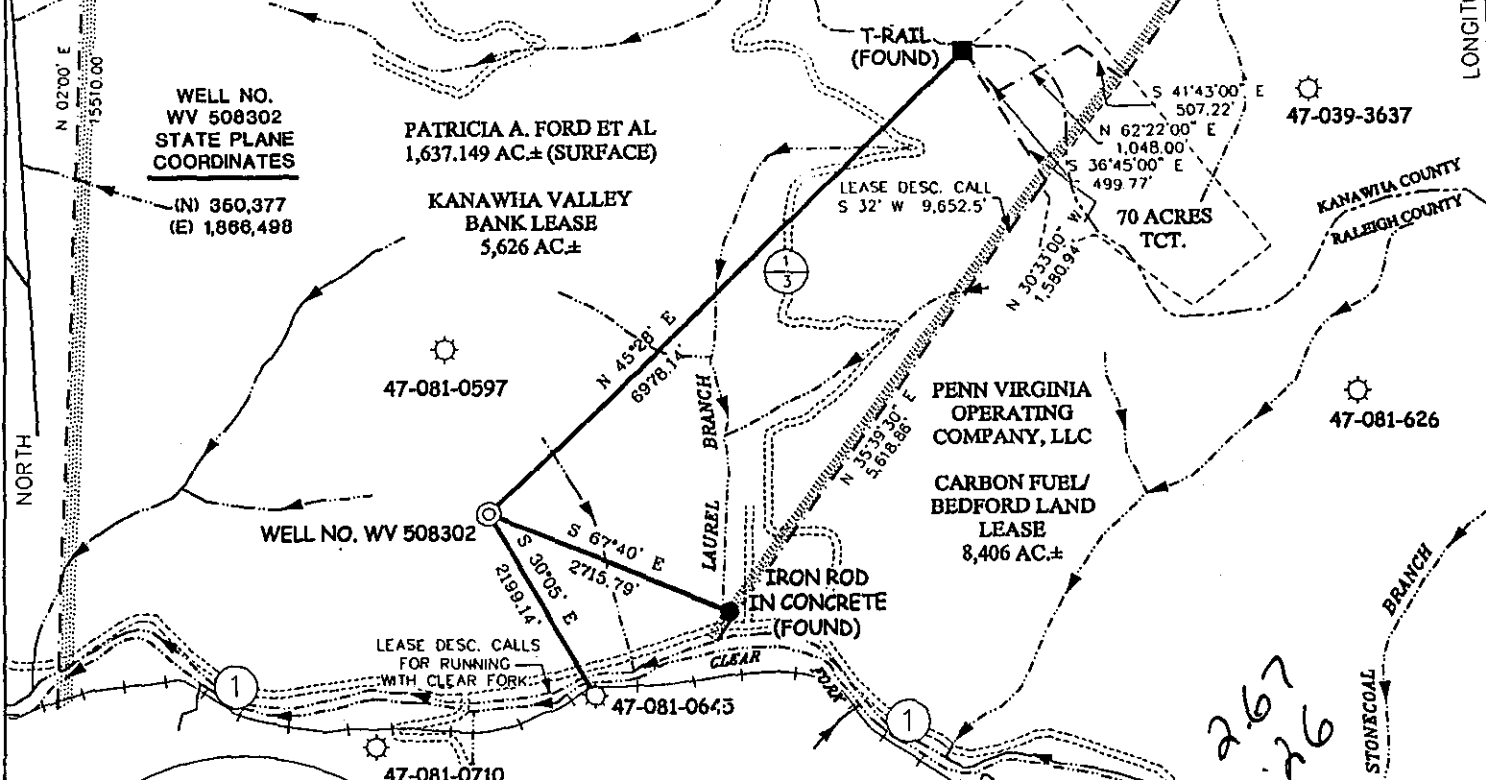 N 02°00' E
15510.00'
WELL NO.
WV 508302
STATE PLANE
COORDINATES
(N) 350,377
(E) 1,866,498
PATRICIA A. FORD ET AL
1,637.149 AC.± (SURFACE)
KANAWHA VALLEY
BANK LEASE
5,626 AC.±
T-RAIL
(FOUND)
S 41°43'00" E
507.22'
N 62°22'00" E
1,048.00'
S 36°45'00" E
499.77'
47-039-3637
LEASE DESC. CALL
S 32° W 9,652.5'
70 ACRES
TCT.
KANAWHA COUNTY
RALEIGH COUNTY
N 30°33'00" W
1,580.94'
1
3
47-081-0597
N 45°28' E
6978.14'
LAUREL BRANCH
N 35°39'30" E
5,618.86'
PENN VIRGINIA
OPERATING
COMPANY, LLC
CARBON FUEL/
BEDFORD LAND
LEASE
8,406 AC.±
47-081-626
NORTH
WELL NO. WV 508302
S 67°40' E
2715.79'
S 30°05' E
2199.14'
IRON ROD
IN CONCRETE
(FOUND)
LEASE DESC. CALLS
FOR RUNNING
WITH CLEAR FORK
CLEAR FORK
1
1
47-081-0645
47-081-0710
STONECOAL BRANCH
2.67
.26